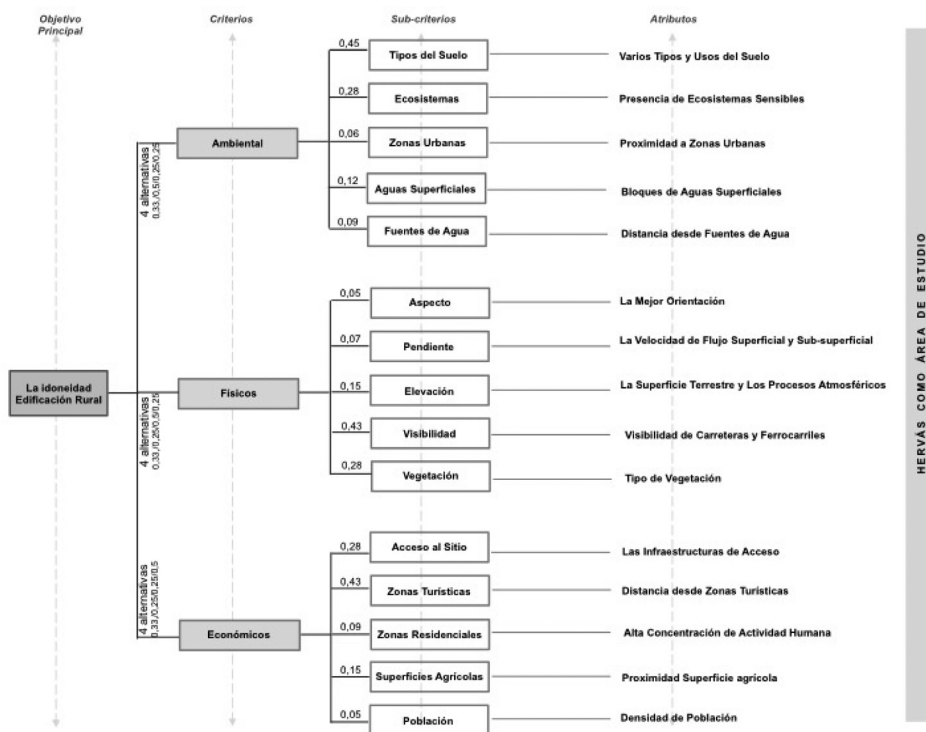 Objetivo
Principal
Criterios
Sub-criterios
Atributos
La idoneidad
Edificación Rural
4 alternativas
0,33,/0,5/0,25/0,25
Ambiental
0,45
Tipos del Suelo
Varios Tipos y Usos del Suelo
0,28
Ecosistemas
Presencia de Ecosistemas Sensibles
0,06
Zonas Urbanas
Proximidad a Zonas Urbanas
0,12
Aguas Superficiales
Bloques de Aguas Superficiales
0,09
Fuentes de Agua
Distancia desde Fuentes de Agua
4 alternativas
0,33,/0,25/0,5/0,25
Físicos
0,05
Aspecto
La Mejor Orientación
0,07
Pendiente
La Velocidad de Flujo Superficial y Sub-superficial
0,15
Elevación
La Superficie Terrestre y Los Procesos Atmosféricos
0,43
Visibilidad
Visibilidad de Carreteras y Ferrocarriles
0,28
Vegetación
Tipo de Vegetación
4 alternativas
0,33,/0,25/0,25/0,5
Económicos
0,28
Acceso al Sitio
Las Infraestructuras de Acceso
0,43
Zonas Turísticas
Distancia desde Zonas Turísticas
0,09
Zonas Residenciales
Alta Concentración de Actividad Humana
0,15
Superficies Agrícolas
Proximidad Superficie agrícola
0,05
Población
Densidad de Población
HERVÁS COMO ÁREA DE ESTUDIO